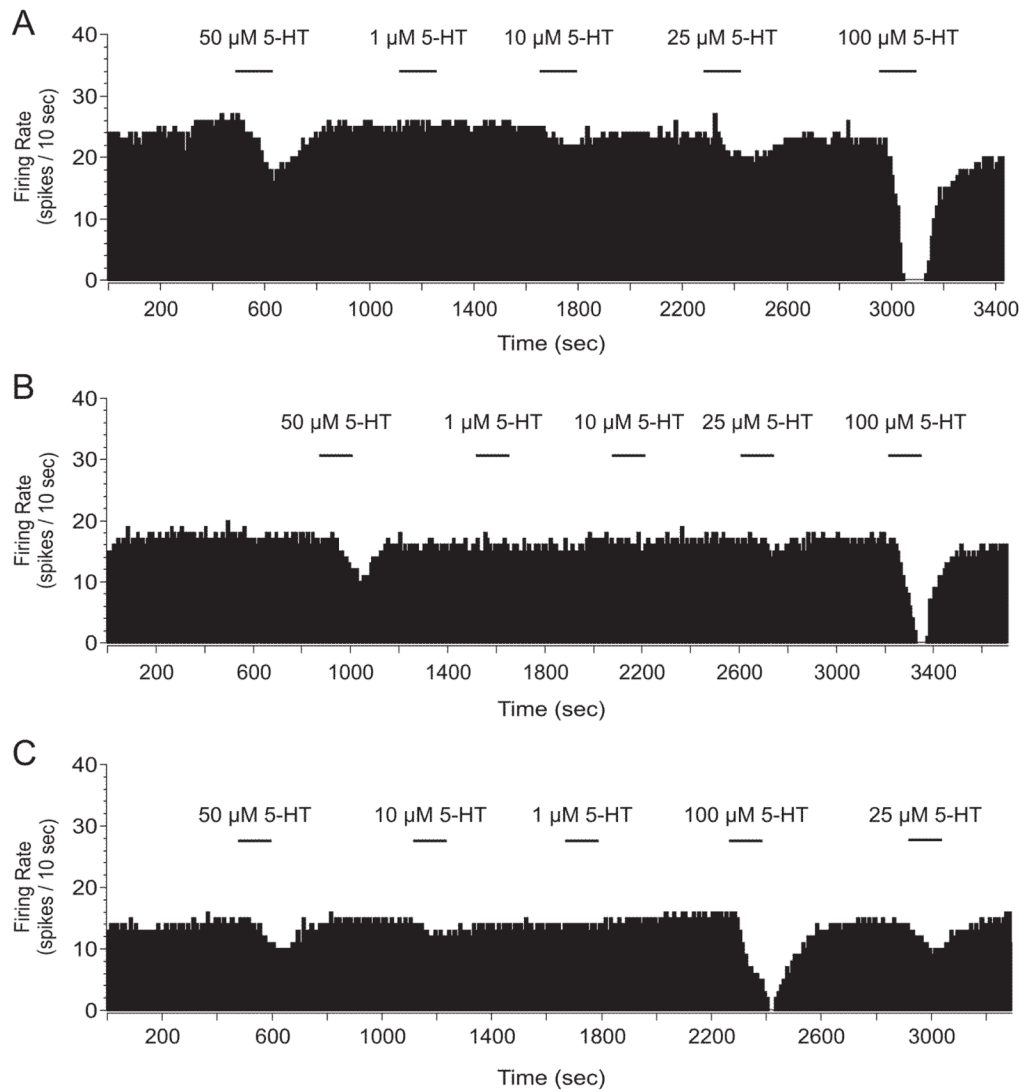 A
50 µM 5-HT 1 µM 5-HT 10 µM 5-HT 25 µM 5-HT 100 µM 5-HT
Firing Rate
(spikes / 10 sec)
40
30
20
10
0
200 600 1000 1400 1800 2200 2600 3000 3400
Time (sec)
B
50 µM 5-HT 1 µM 5-HT 10 µM 5-HT 25 µM 5-HT 100 µM 5-HT
Firing Rate
(spikes / 10 sec)
40
30
20
10
0
200 600 1000 1400 1800 2200 2600 3000 3400
Time (sec)
C
50 µM 5-HT 10 µM 5-HT 1 µM 5-HT 100 µM 5-HT 25 µM 5-HT
Firing Rate
(spikes / 10 sec)
40
30
20
10
0
200 600 1000 1400 1800 2200 2600 3000
Time (sec)